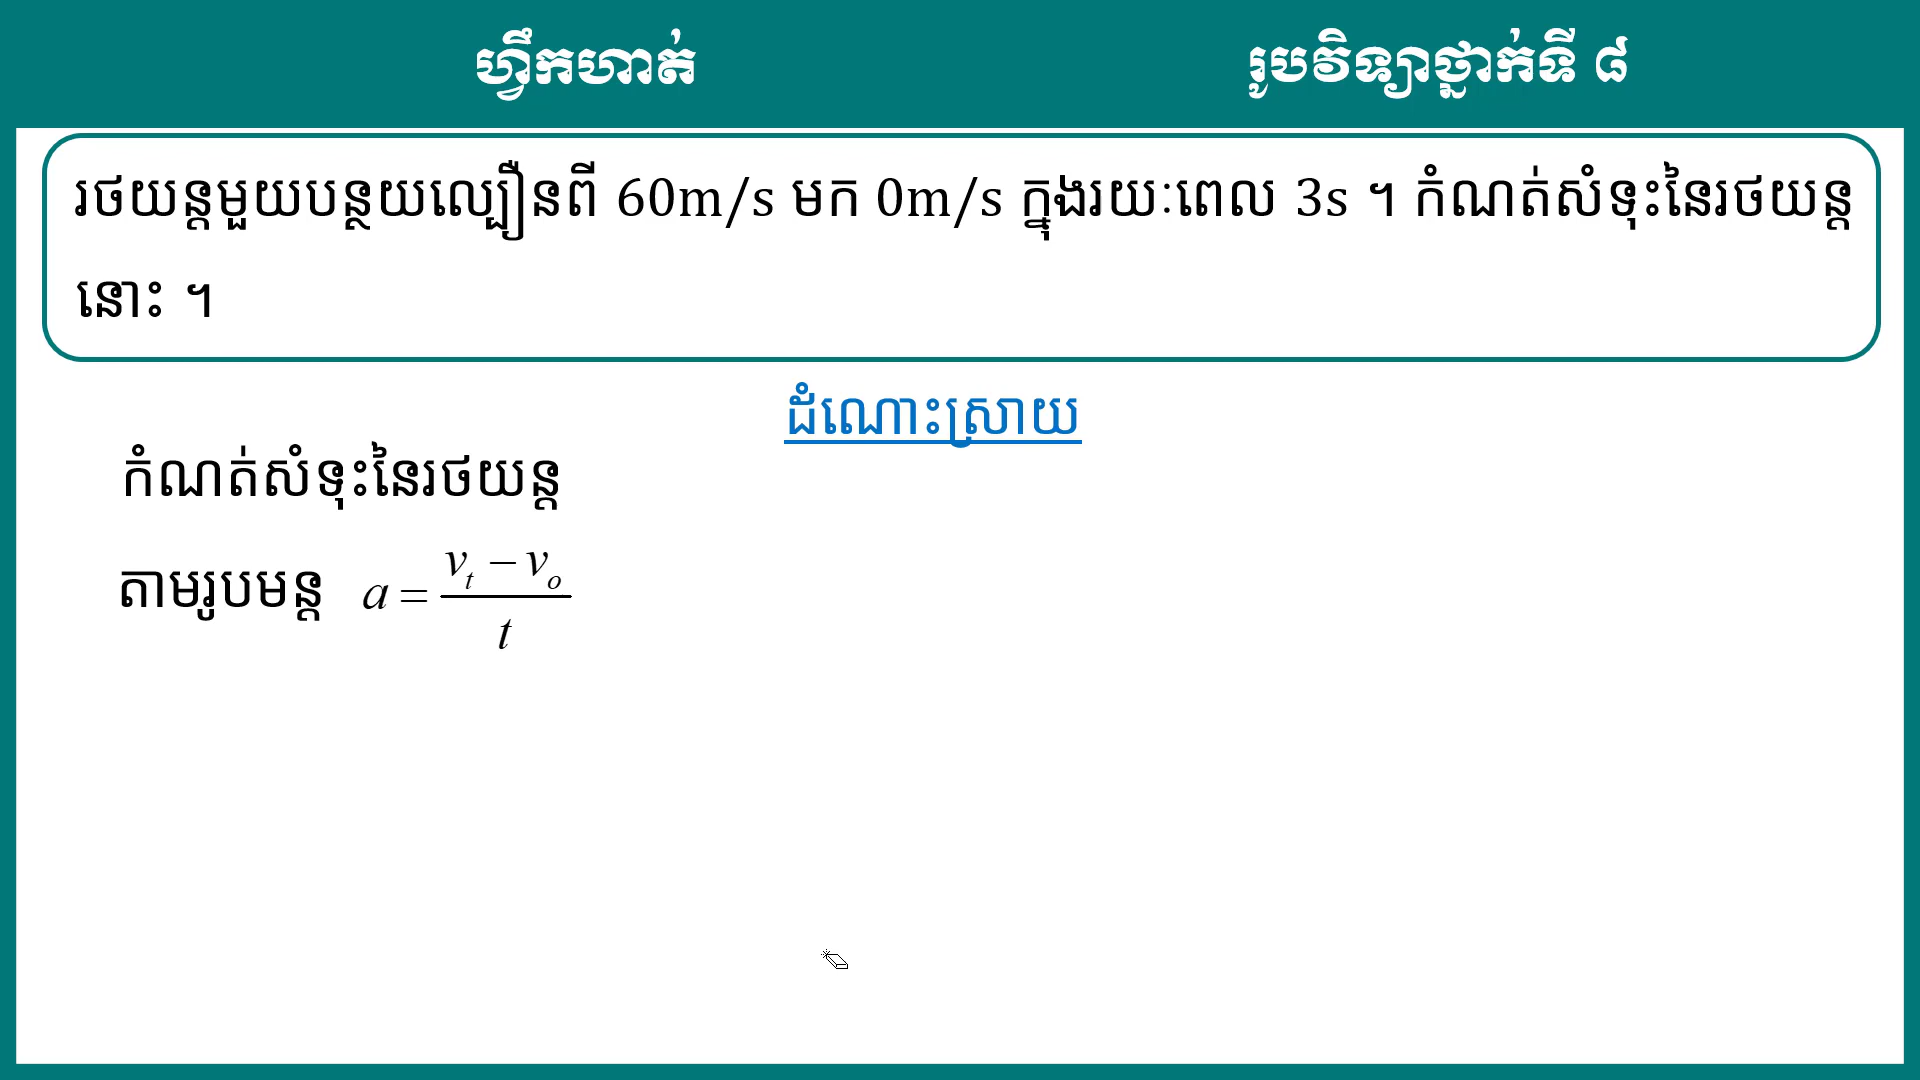 ហ្វឹកហាត់ រូបវិទ្យាថ្នាក់ទី ៨
រថយន្តមួយបន្ថយល្បឿនពី 60m/s មក 0m/s ក្នុងរយៈពេល 3s ។ កំណត់សំទុះនៃរថយន្ត
នោះ ។
ដំណោះស្រាយ
កំណត់សំទុះនៃរថយន្ត
តាមរូបមន្ត a = (v_t − v_o) / t